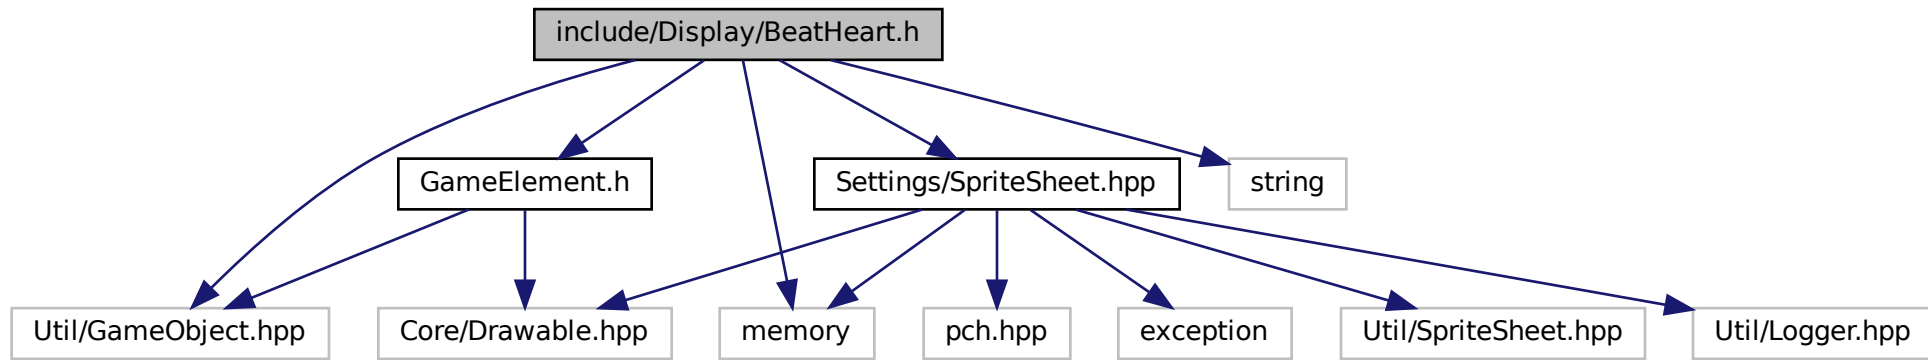 include/Display/BeatHeart.h
GameElement.h
Settings/SpriteSheet.hpp
string
Util/GameObject.hpp
Core/Drawable.hpp
memory
pch.hpp
exception
Util/SpriteSheet.hpp
Util/Logger.hpp